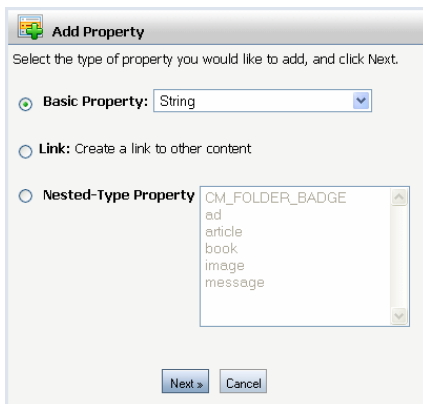 Add Property
Select the type of property you would like to add, and click Next.
Basic Property: String
Link: Create a link to other content
Nested-Type Property
CM_FOLDER_BADGE
ad
article
book
image
message
Next »
Cancel